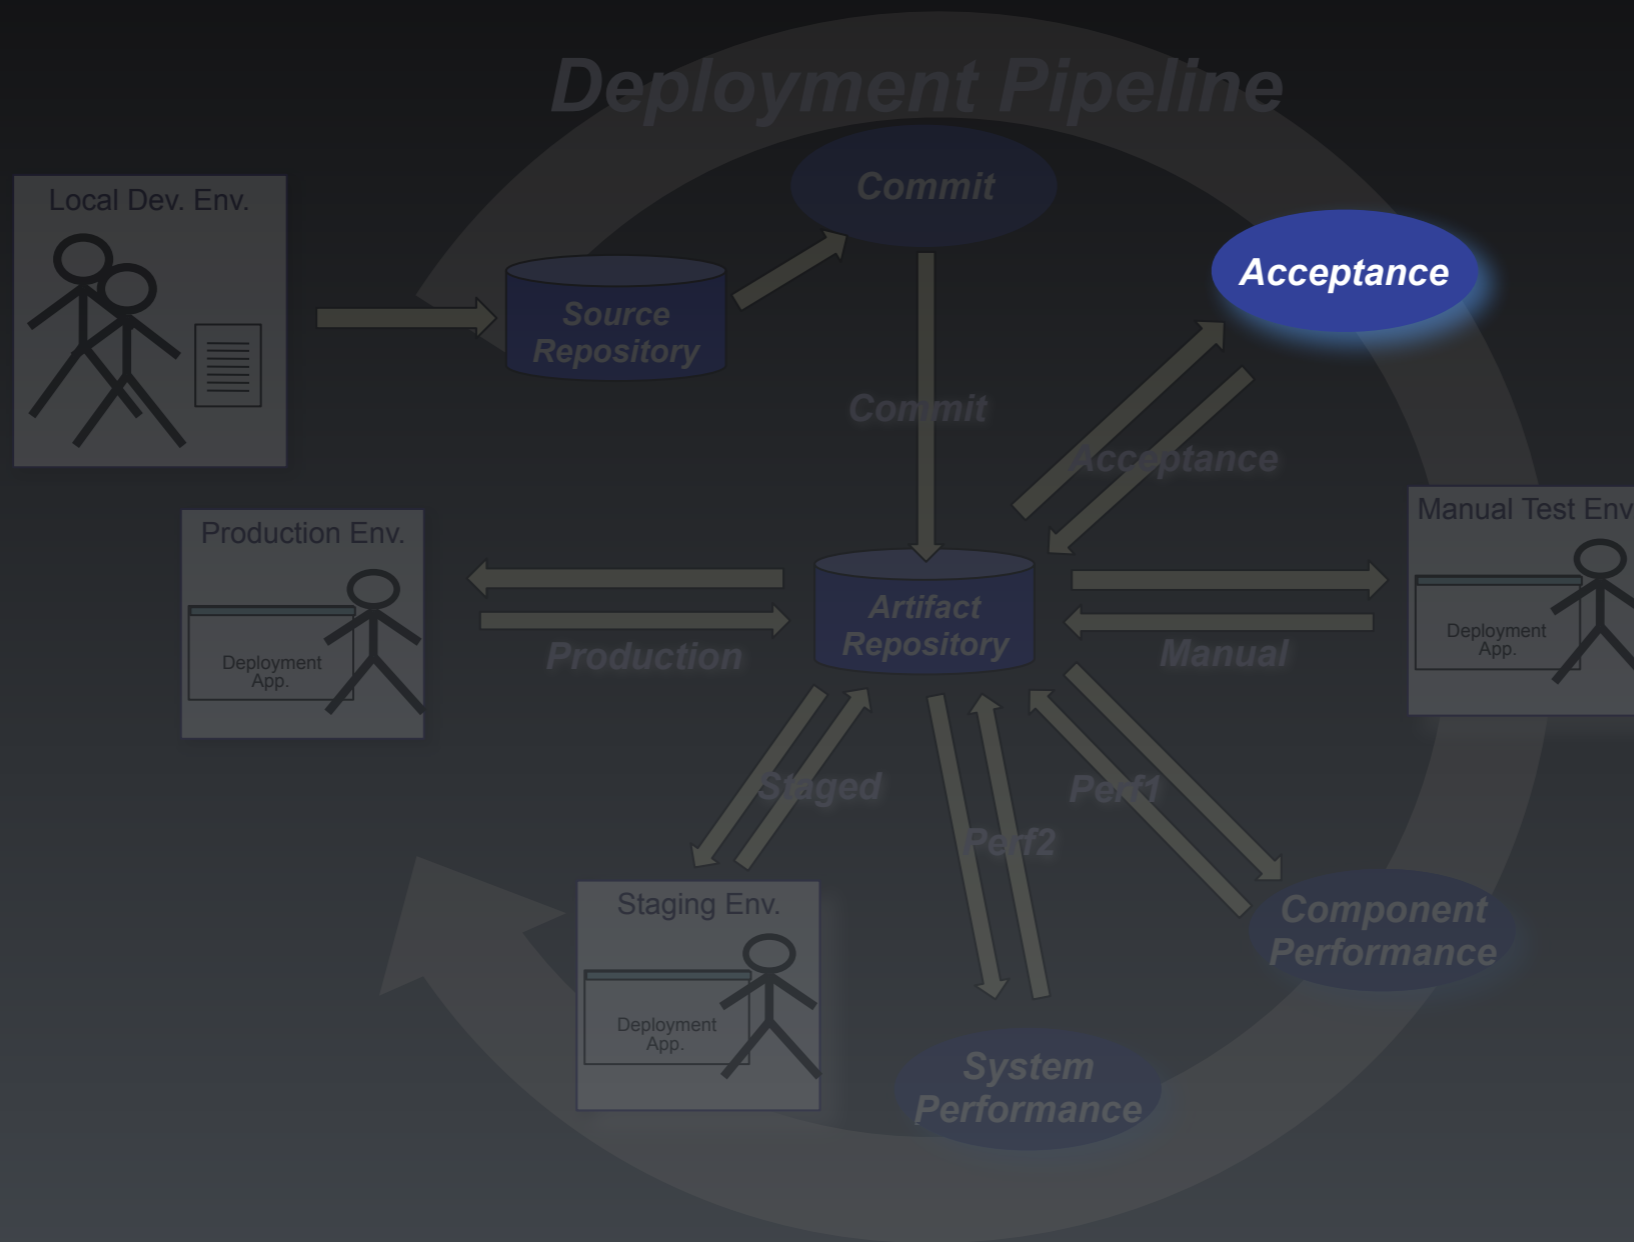 Deployment Pipeline
Commit
Local Dev. Env.
Acceptance
Source
Repository
Commit
Acceptance
Manual Test Env
Production Env.
Artifact
Repository
Deployment
App.
Production
Manual
Deployment
App.
Staged
Perf1
Perf2
Staging Env.
Component
Performance
Deployment
App.
System
Performance